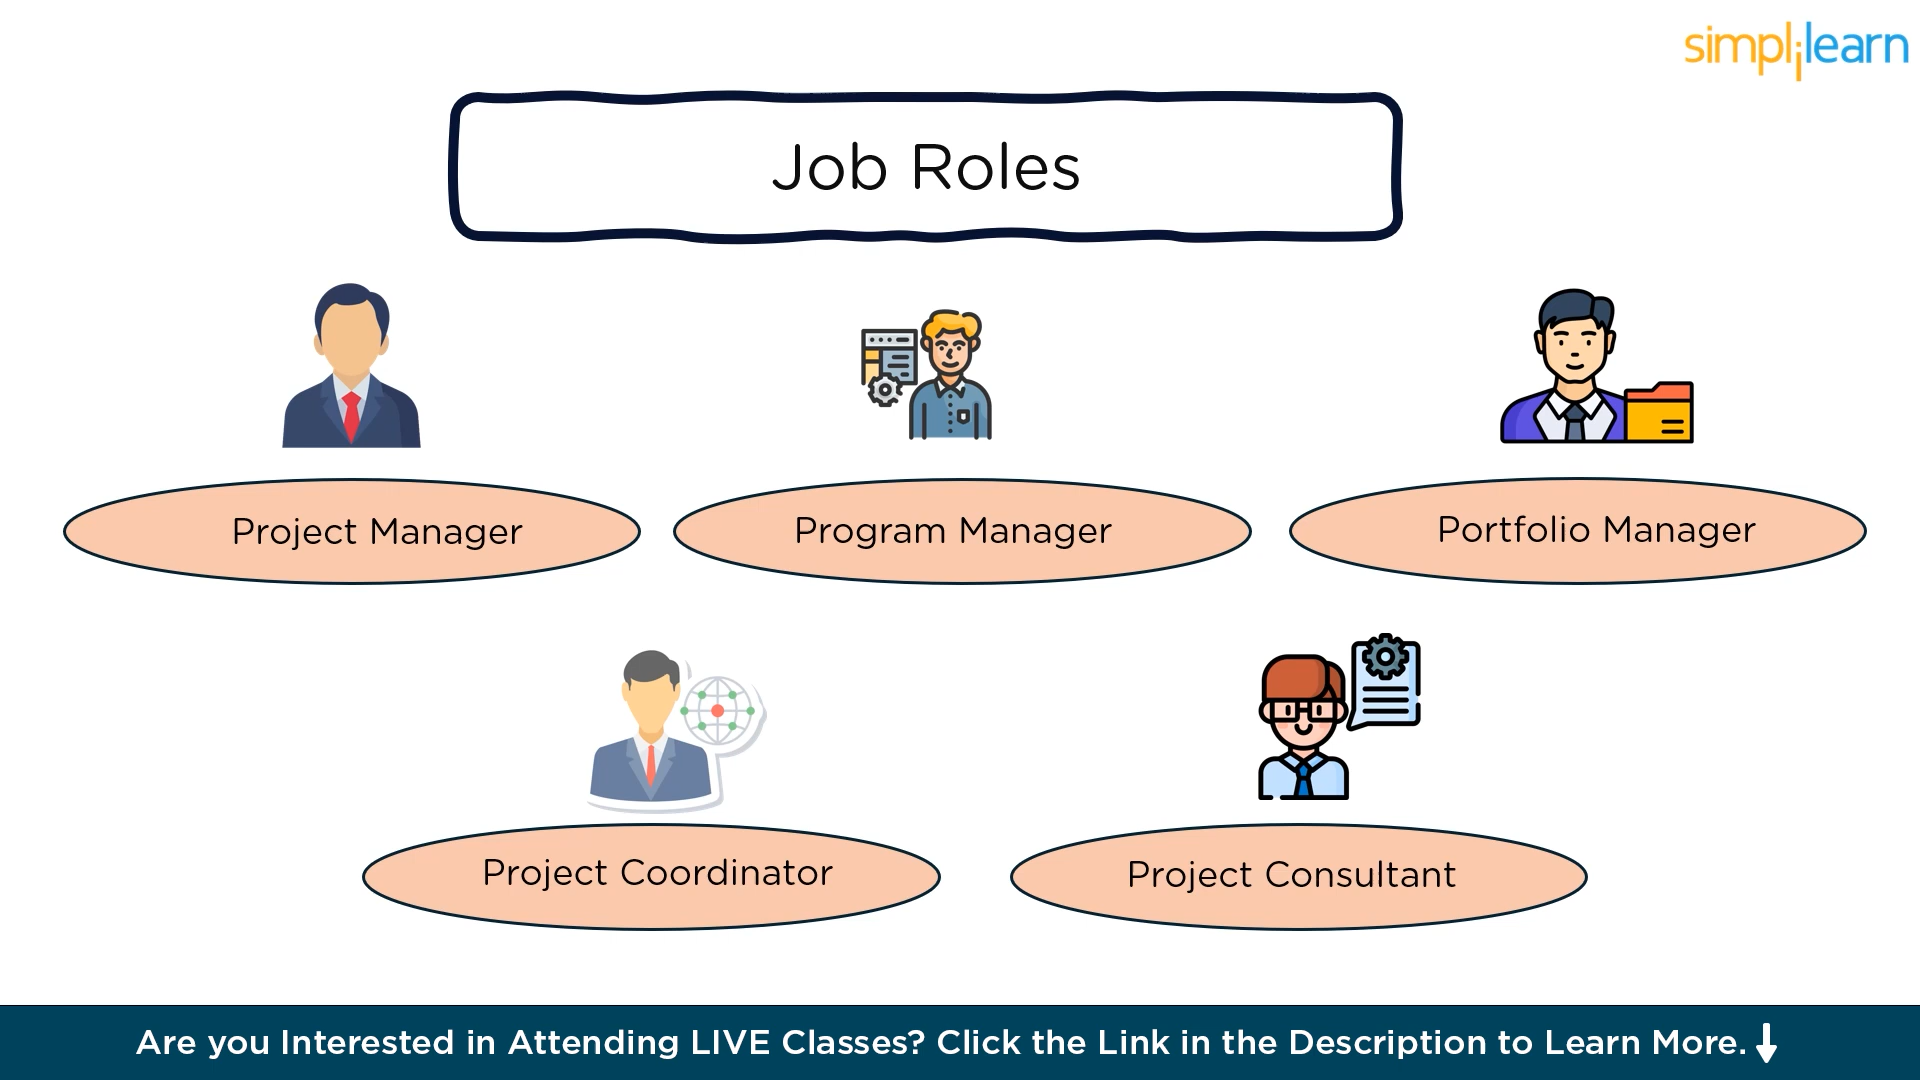 simplilearn
Job Roles
Project Manager
Program Manager
Portfolio Manager
Project Coordinator
Project Consultant
Are you Interested in Attending LIVE Classes? Click the Link in the Description to Learn More.